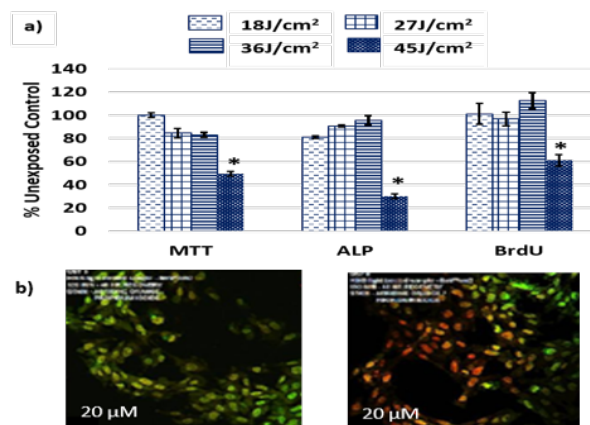 a)
18J/cm² 27J/cm²
36J/cm² 45J/cm²
% Unexposed Control
140
120
100
80
60
40
20
0
* * *
MTT ALP BrdU
b)
20 µM 20 µM